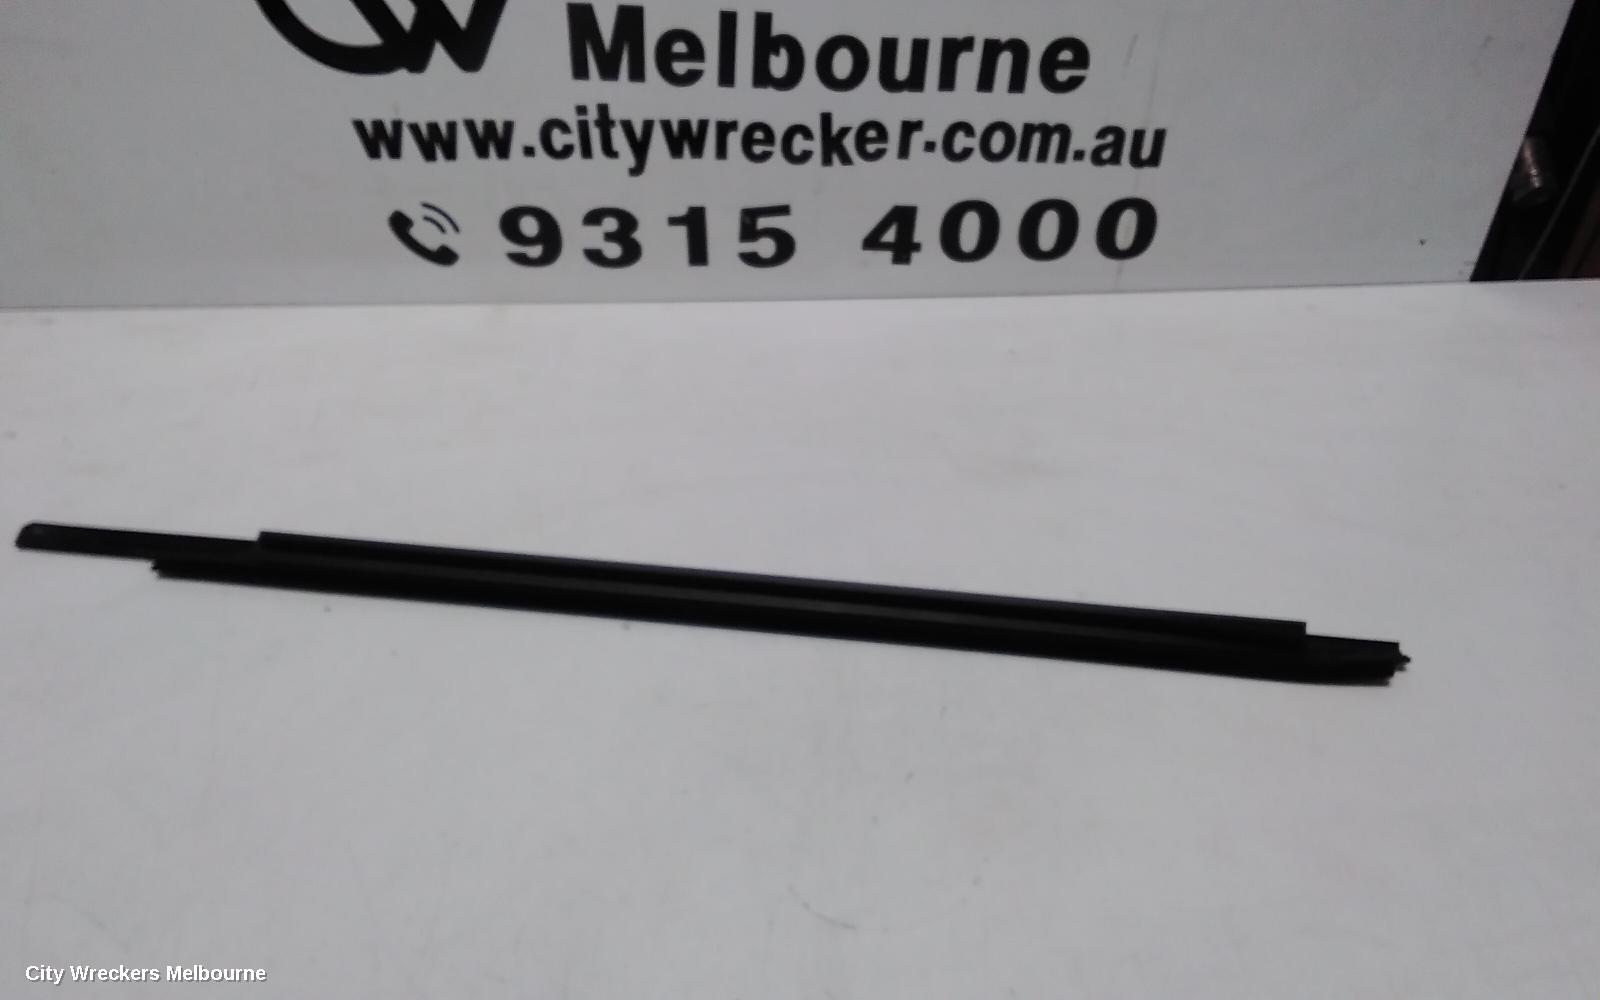 Melbourne
www.citywrecker.com.au
9315 4000
City Wreckers Melbourne